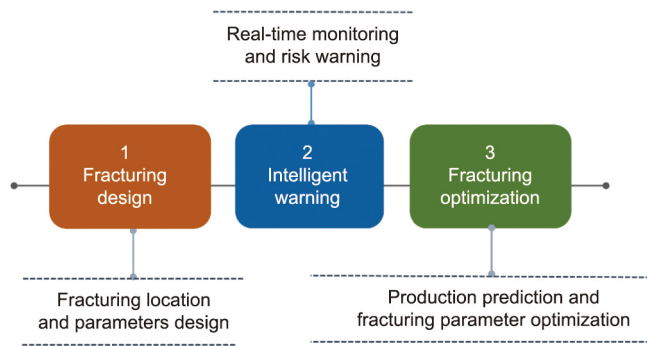 Real-time monitoring
and risk warning
1
Fracturing
design
2
Intelligent
warning
3
Fracturing
optimization
Fracturing location
and parameters design
Production prediction and
fracturing parameter optimization